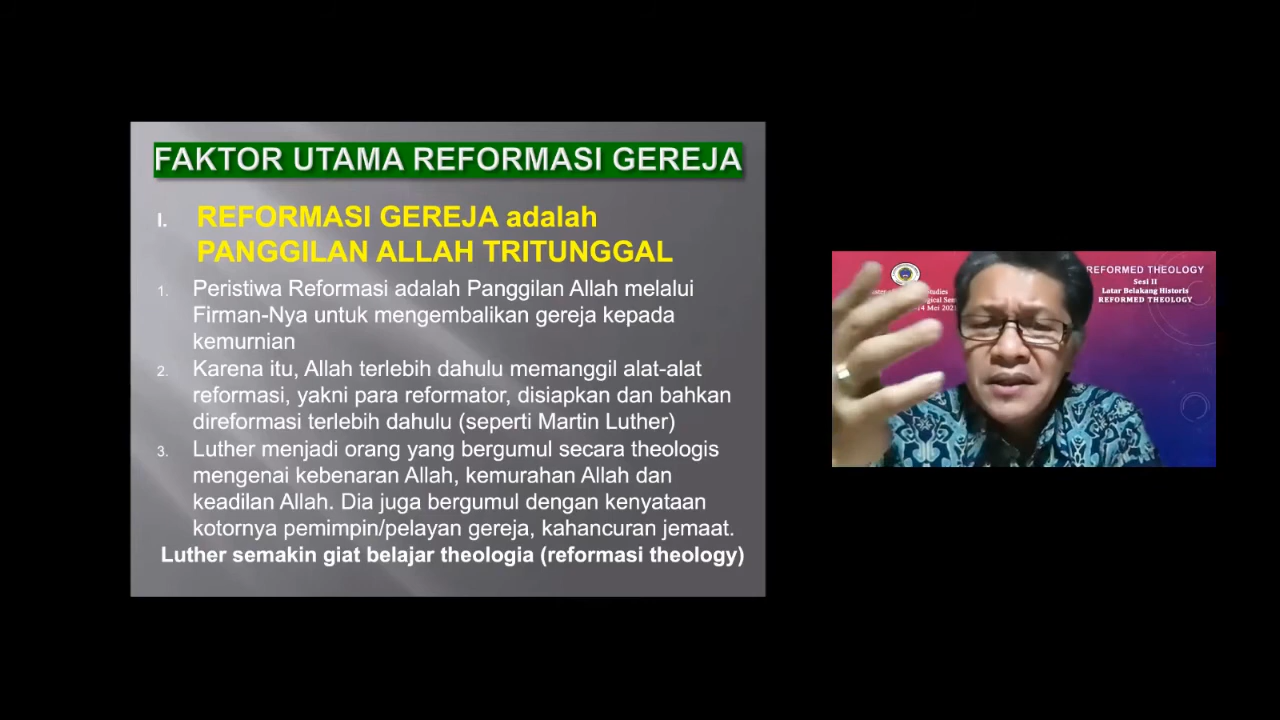 FAKTOR UTAMA REFORMASI GEREJA
I. REFORMASI GEREJA adalah
PANGGILAN ALLAH TRITUNGGAL
1. Peristiwa Reformasi adalah Panggilan Allah melalui
Firman-Nya untuk mengembalikan gereja kepada
kemurnian
2. Karena itu, Allah terlebih dahulu memanggil alat-alat
reformasi, yakni para reformator, disiapkan dan bahkan
direformasi terlebih dahulu (seperti Martin Luther)
3. Luther menjadi orang yang bergumul secara theologis
mengenai kebenaran Allah, kemurahan Allah dan
keadilan Allah. Dia juga bergumul dengan kenyataan
kotornya pemimpin/pelayan gereja, kahancuran jemaat.
Luther semakin giat belajar theologia (reformasi theology)
REFORMED THEOLOGY
Sesi II
Latar Belakang Historis
REFORMED THEOLOGY